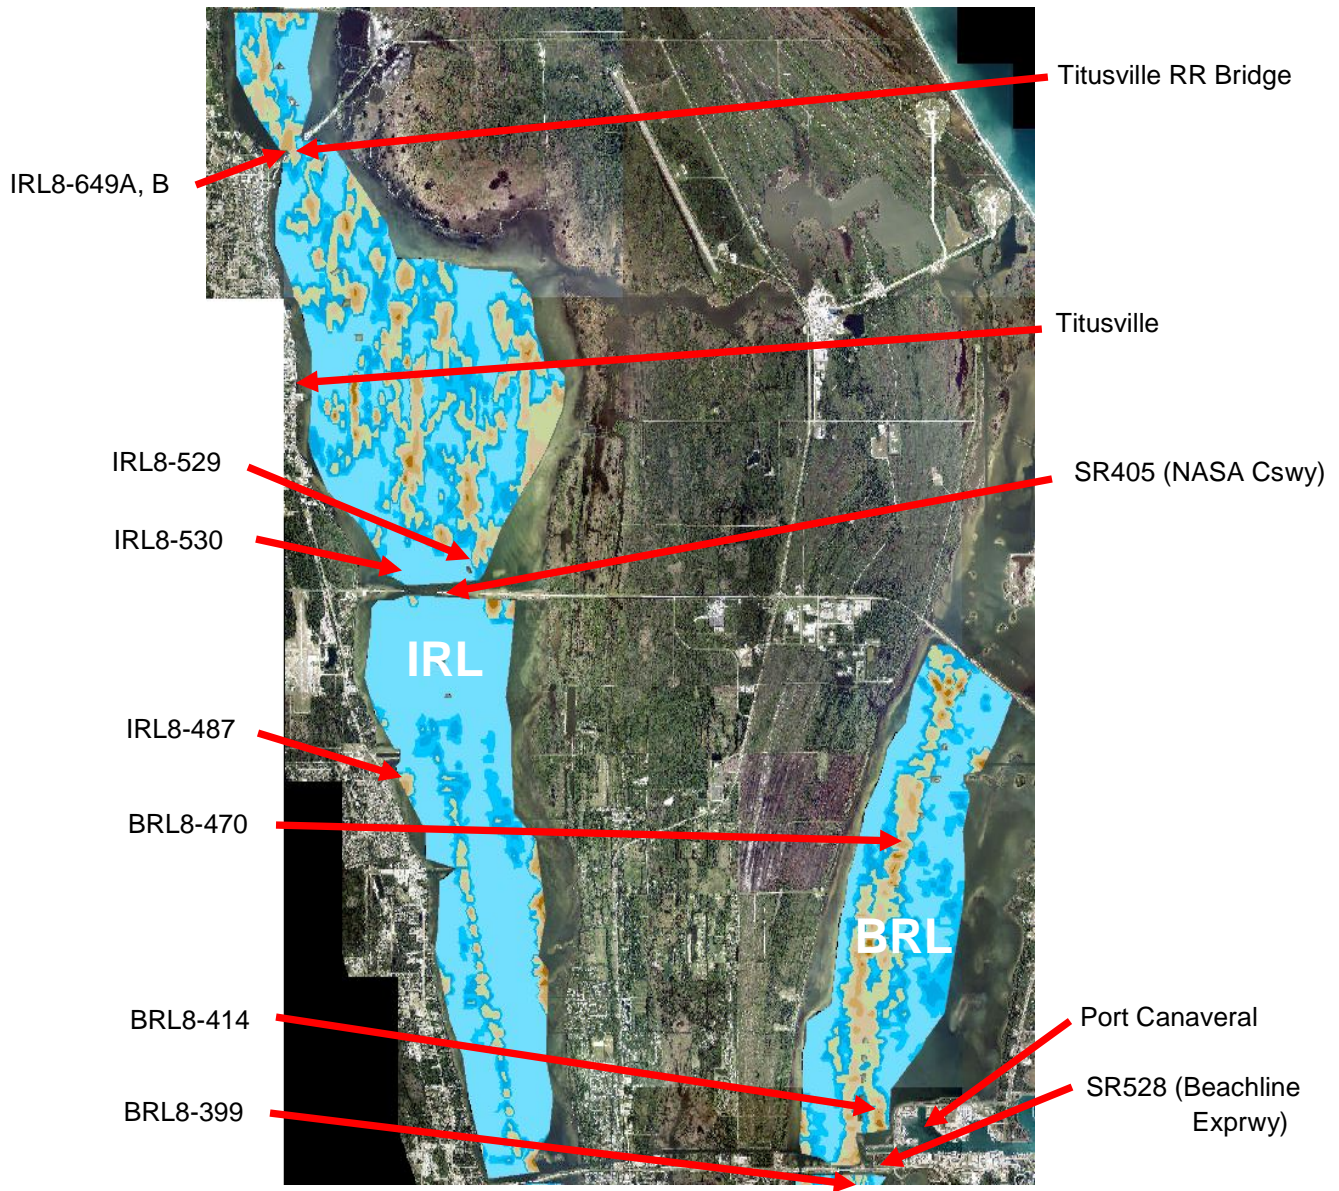 Titusville RR Bridge
IRL8-649A, B
Titusville
IRL8-529
SR405 (NASA Cswy)
IRL8-530
IRL
IRL8-487
BRL8-470
BRL
BRL8-414
Port Canaveral
BRL8-399
SR528 (Beachline
Exprwy)